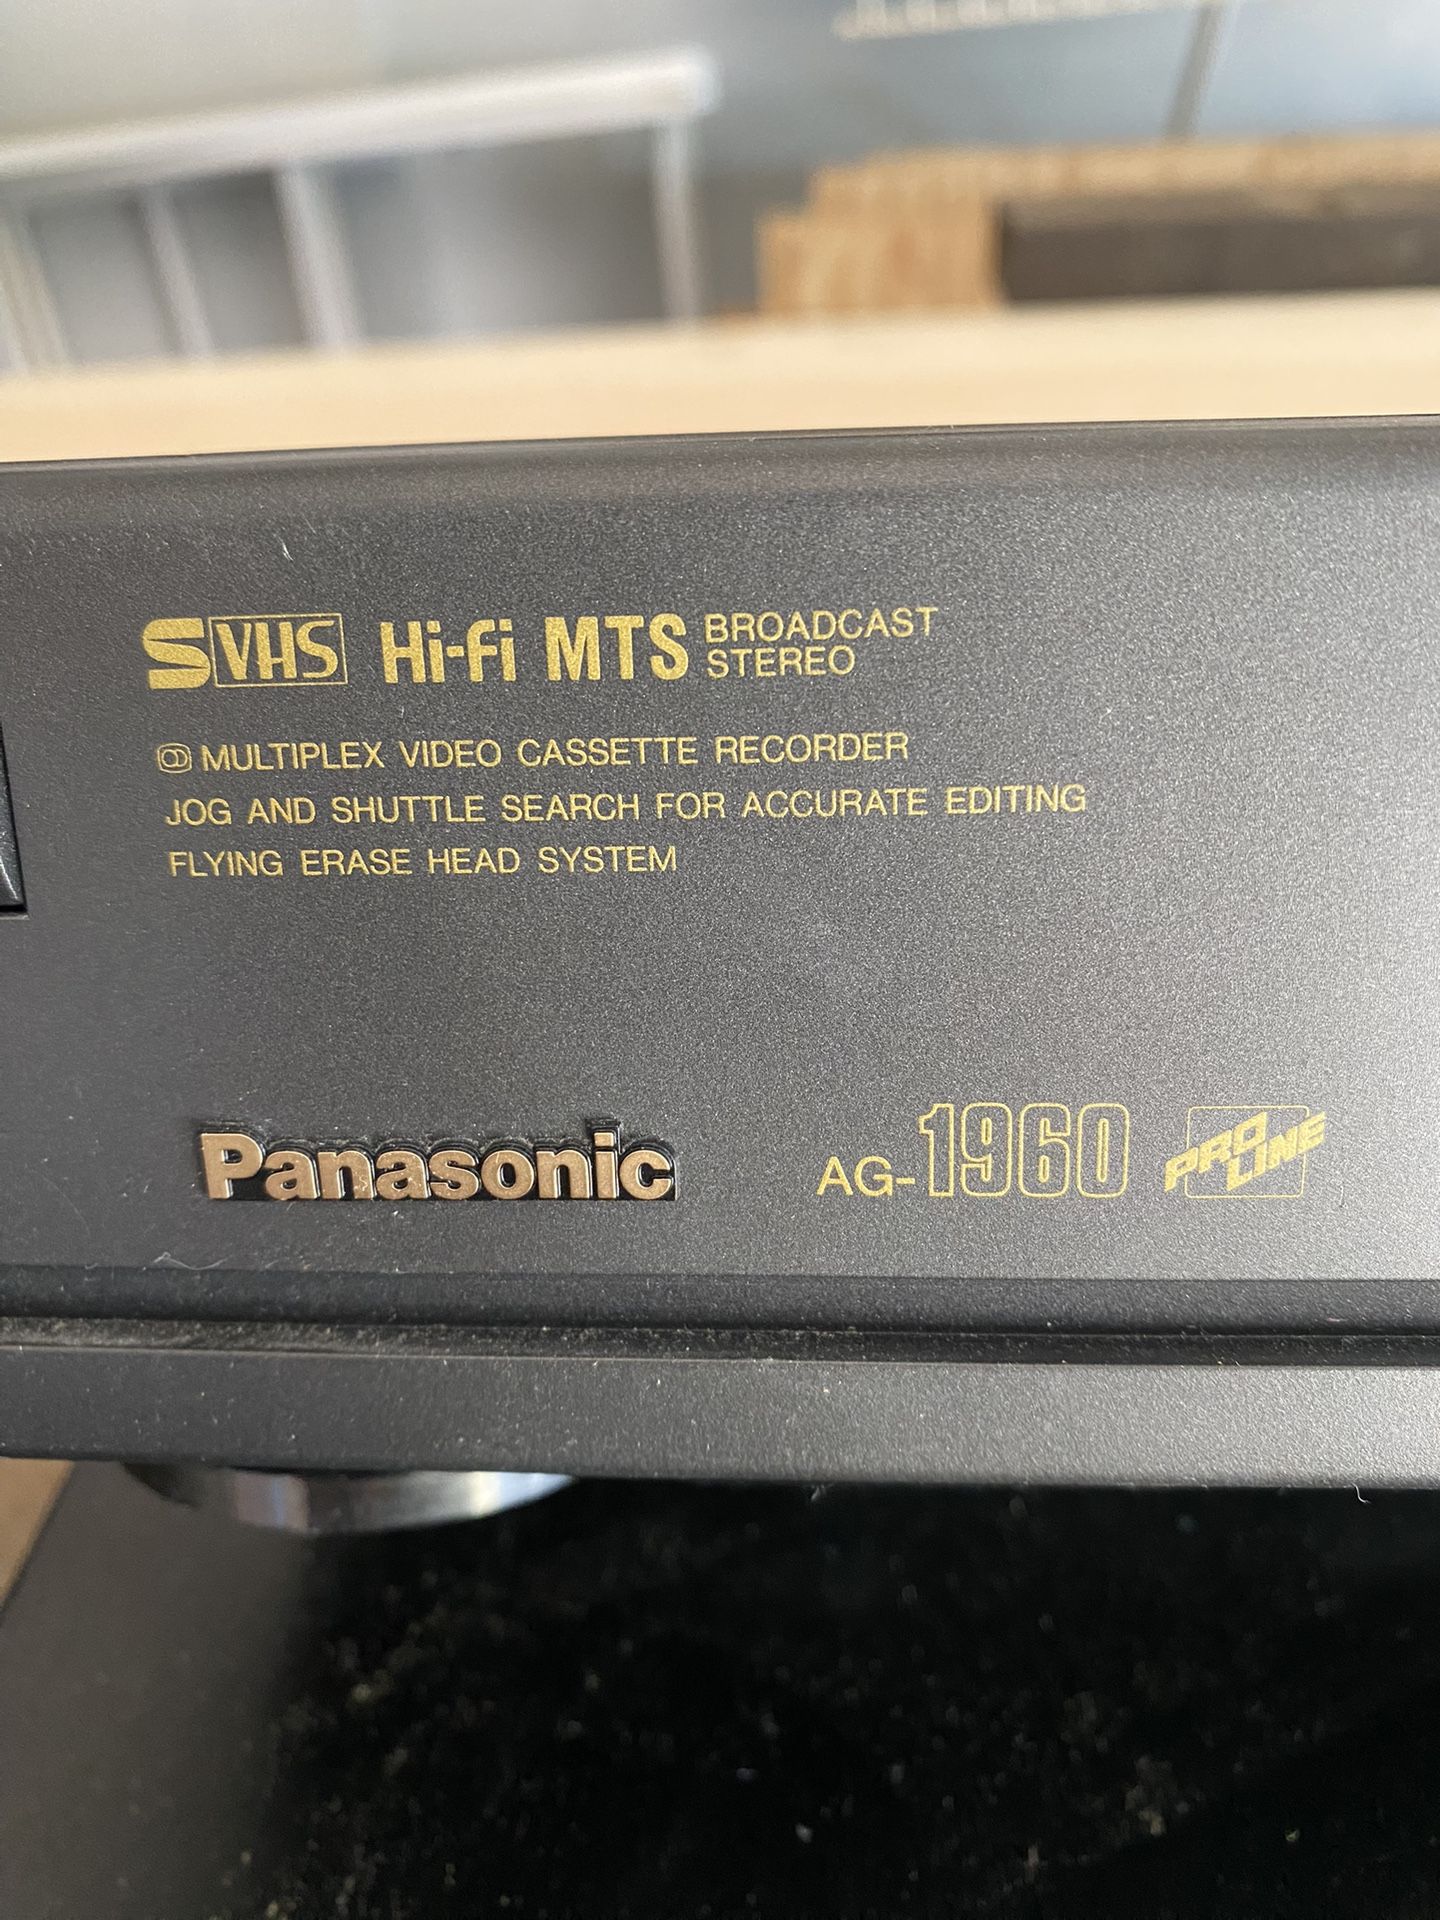 S VHS Hi-Fi MTS BROADCAST STEREO
MULTIPLEX VIDEO CASSETTE RECORDER
JOG AND SHUTTLE SEARCH FOR ACCURATE EDITING
FLYING ERASE HEAD SYSTEM
Panasonic AG-1960 PRO LINE